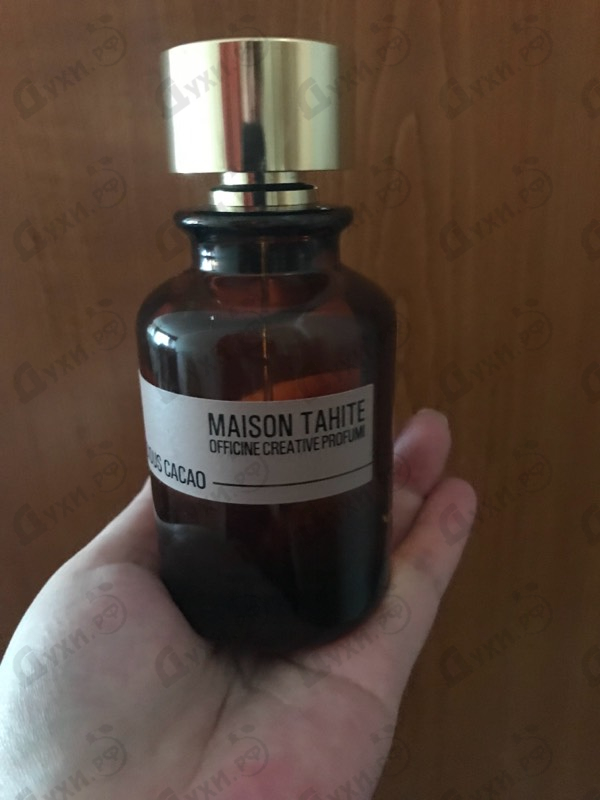 MAISON TAHITE
OFFICINE CREATIVE PROFUMI
CACAO
Духи.РФ